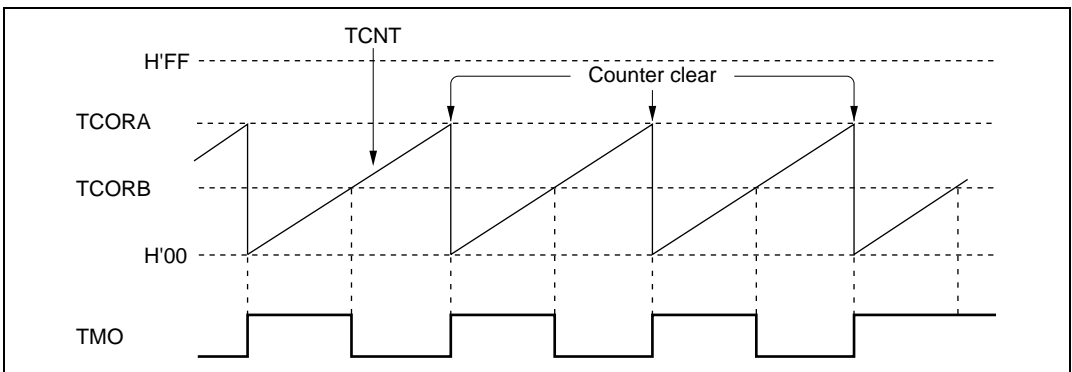 TCNT
H'FF
Counter clear
TCORA
TCORB
H'00
TMO